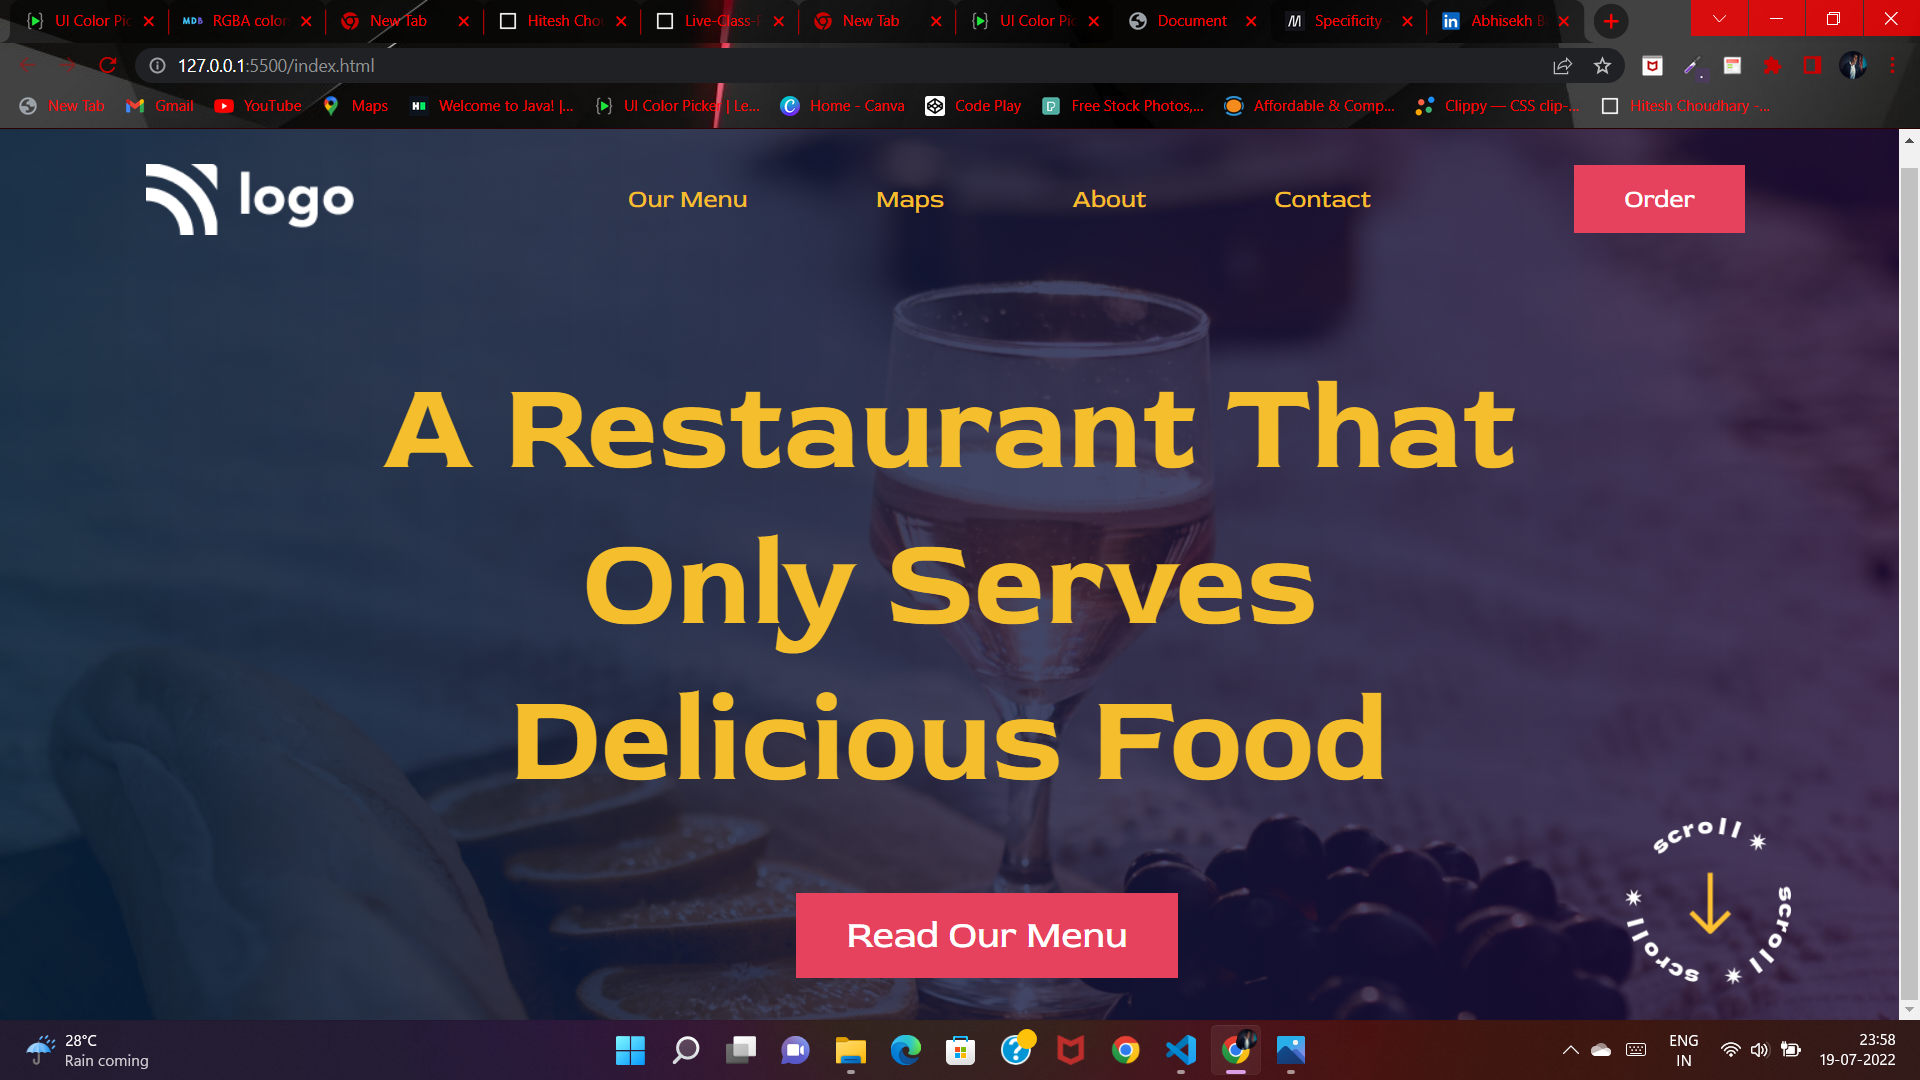 UI Color Pic
RGBA color
New Tab
Hitesh Chou
Live-Class-
New Tab
UI Color Pic
Document
Specificity
Abhisekh B
127.0.0.1:5500/index.html
New Tab
Gmail
YouTube
Maps
Welcome to Java! |...
UI Color Picker | Le...
Home - Canva
Code Play
Free Stock Photos,...
Affordable & Comp...
Clippy — CSS clip-...
Hitesh Choudhary -...
logo
Our Menu
Maps
About
Contact
Order
A Restaurant That
Only Serves
Delicious Food
Read Our Menu
scroll
scroll
scroll
28°C
Rain coming
ENG
IN
23:58
19-07-2022